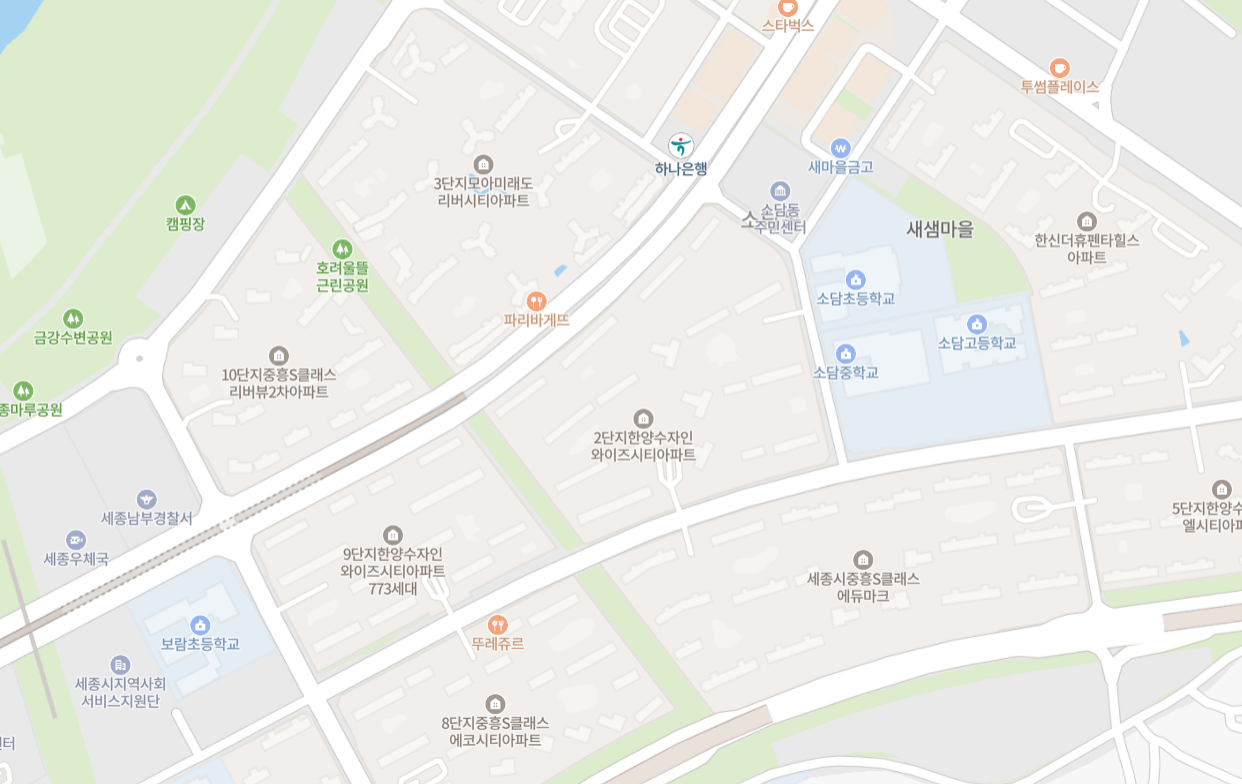 스타벅스
투썸플레이스
하나은행
새마을금고
3단지모아미래도
리버시티아파트
캠핑장
소담동
주민센터
새샘마을
한신더휴펜타힐스
아파트
호려울뜰
근린공원
소담초등학교
파리바게뜨
금강수변공원
소담고등학교
소담중학교
10단지중흥S클래스
리버뷰2차아파트
종마루공원
2단지한양수자인
와이즈시티아파트
세종남부경찰서
5단지한양수
엘시티아파
세종우체국
9단지한양수자인
와이즈시티아파트
773세대
세종시중흥S클래스
에듀마크
보람초등학교
뚜레쥬르
세종시지역사회
서비스지원단
8단지중흥S클래스
에코시티아파트
센터